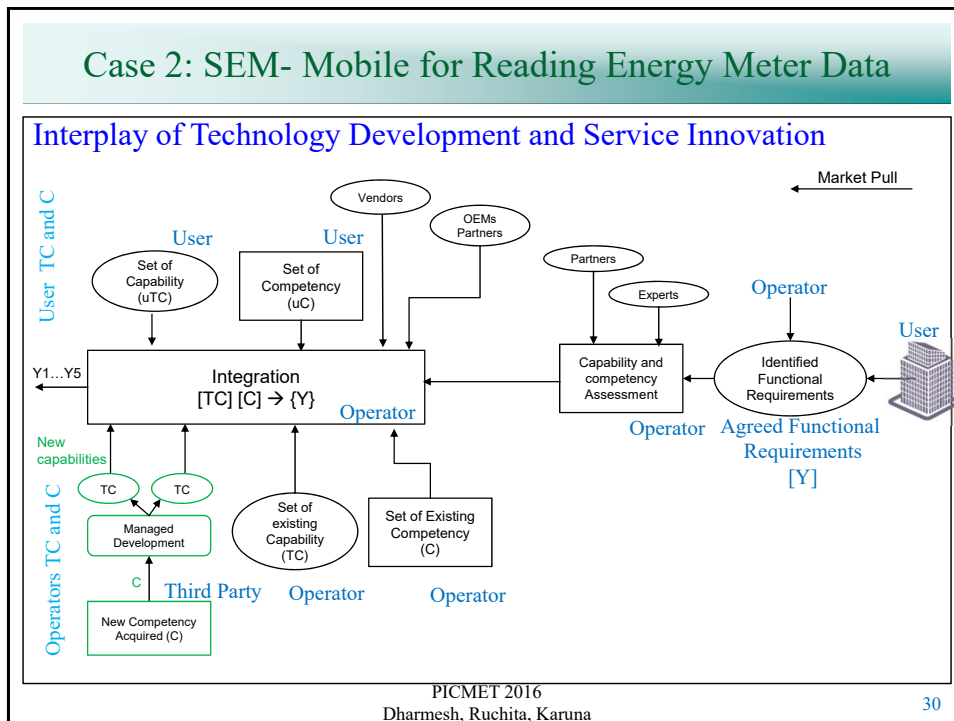 Case 2: SEM- Mobile for Reading Energy Meter Data
Interplay of Technology Development and Service Innovation
Market Pull
User TC and C
Vendors
OEMs
Partners
User
User
Set of
Capability
(uTC)
Set of
Competency
(uC)
Partners
Experts
Operator
User
Y1...Y5
Integration
[TC] [C] → {Y}
Operator
Capability and
competency
Assessment
Identified
Functional
Requirements
Operator
Agreed Functional
Requirements
[Y]
New
capabilities
Operators TC and C
TC
TC
Managed
Development
Set of
existing
Capability
(TC)
Set of Existing
Competency
(C)
C
Third Party
Operator
Operator
New Competency
Acquired (C)
PICMET 2016
Dharmesh, Ruchita, Karuna
30